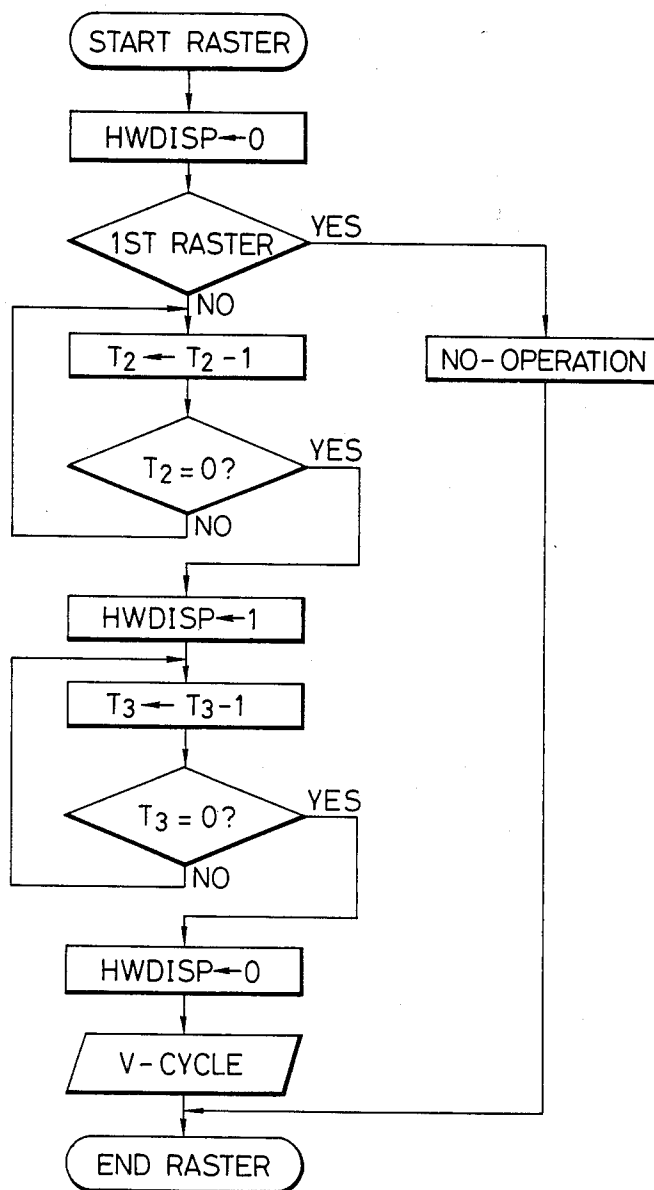 START RASTER
HWDISP←0
1ST RASTER
YES
NO
T2 ← T2-1
NO-OPERATION
T2 = 0?
YES
NO
HWDISP←1
T3 ← T3-1
T3 = 0?
YES
NO
HWDISP←0
V-CYCLE
END RASTER